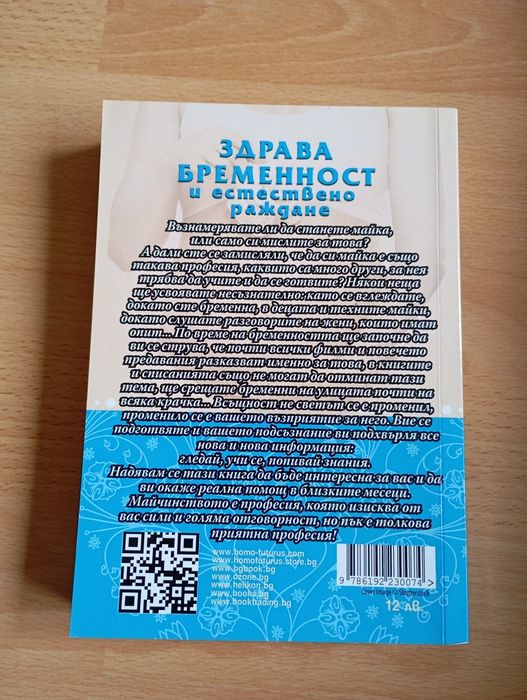 ЗДРАВА
БРЕМЕННОСТ
и естествено
раждане
Възнамерявате ли да станете майка,
или само си мислите за това?
А дали сте се замисляли, че да си майка е също
такава професия, каквито са много други, за нея
трябва да учите и да се готвите? Някои неща
ще усвоявате несъзнателно: като се вглеждате,
докато сте бременна, в децата и техните майки,
докато слушате разговорите на жени, които имат
опит... По време на бременността ще започне да
ви се струва, че почти всички филми и повечето
предавания разказват именно за това, в книгите
и списанията също не могат да отминат тази
тема, ще срещате бременни на улицата почти на
всяка крачка... Всъщност не светът се е променил,
променило се е вашето възприятие за него. Вие се
подготвяте и вашето подсъзнание ви подхвърля все
нова и нова информация:
гледай, учи се, попивай знания.
Надявам се тази книга да бъде интересна за вас и да
ви окаже реална помощ в близките месеци.
Майчинството е професия, която изисква от
вас сили и голяма отговорност, но пък е толкова
приятна професия!
www.homo-futurus.com
www.homofuturus.store.bg
www.bgbook.bg
www.ozone.bg
www.helikon.bg
www.books.bg
www.booktrading.bg
9 786192 230074 >
Cover image © Shutterstock
12 лв.